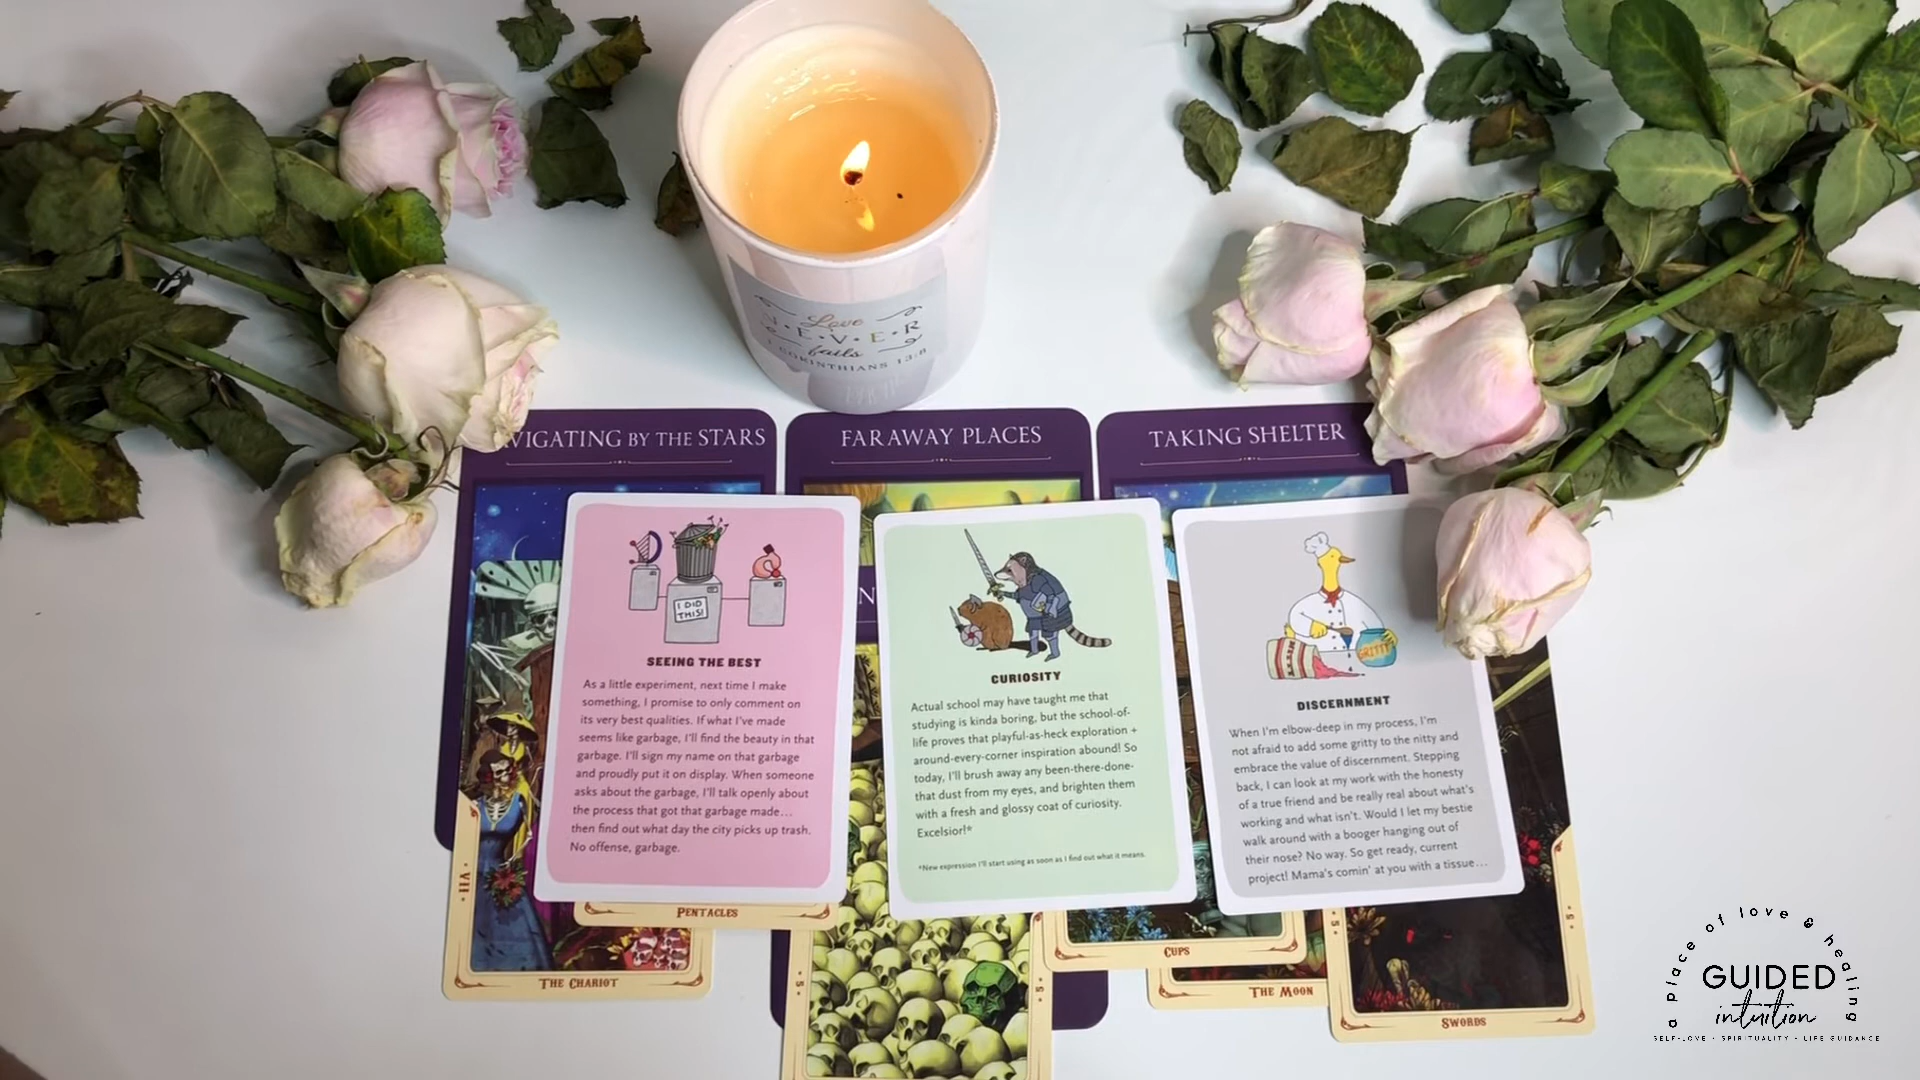 Love
N•E•V•E•R
fails
1 CORINTHIANS 13:8
VIGATING BY THE STARS
FARAWAY PLACES
TAKING SHELTER
I DID
THIS!
SEEING THE BEST
As a little experiment, next time I make
something, I promise to only comment on
its very best qualities. If what I've made
seems like garbage, I'll find the beauty in that
garbage. I'll sign my name on that garbage
and proudly put it on display. When someone
asks about the garbage, I'll talk openly about
the process that got that garbage made...
then find out what day the city picks up trash.
No offense, garbage.
N
CURIOSITY
Actual school may have taught me that
studying is kinda boring, but the school-of-
life proves that playful-as-heck exploration +
around-every-corner inspiration abound! So
today, I'll brush away any been-there-done-
that dust from my eyes, and brighten them
with a fresh and glossy coat of curiosity.
Excelsior!*
*New expression I'll start using as soon as I find out what it means.
GRITTY
DISCERNMENT
When I'm elbow-deep in my process, I'm
not afraid to add some gritty to the nitty and
embrace the value of discernment. Stepping
back, I can look at my work with the honesty
of a true friend and be really real about what's
working and what isn't. Would I let my bestie
walk around with a booger hanging out of
their nose? No way. So get ready, current
project! Mama's comin' at you with a tissue...
• VII •
PENTACLES
THE CHARIOT
• 5 •
• 5 •
CUPS
THE MOON
• 5
• 5 •
SWORDS
a place of love & healing
GUIDED
intuition
SELF-LOVE • SPIRITUALITY • LIFE GUIDANCE